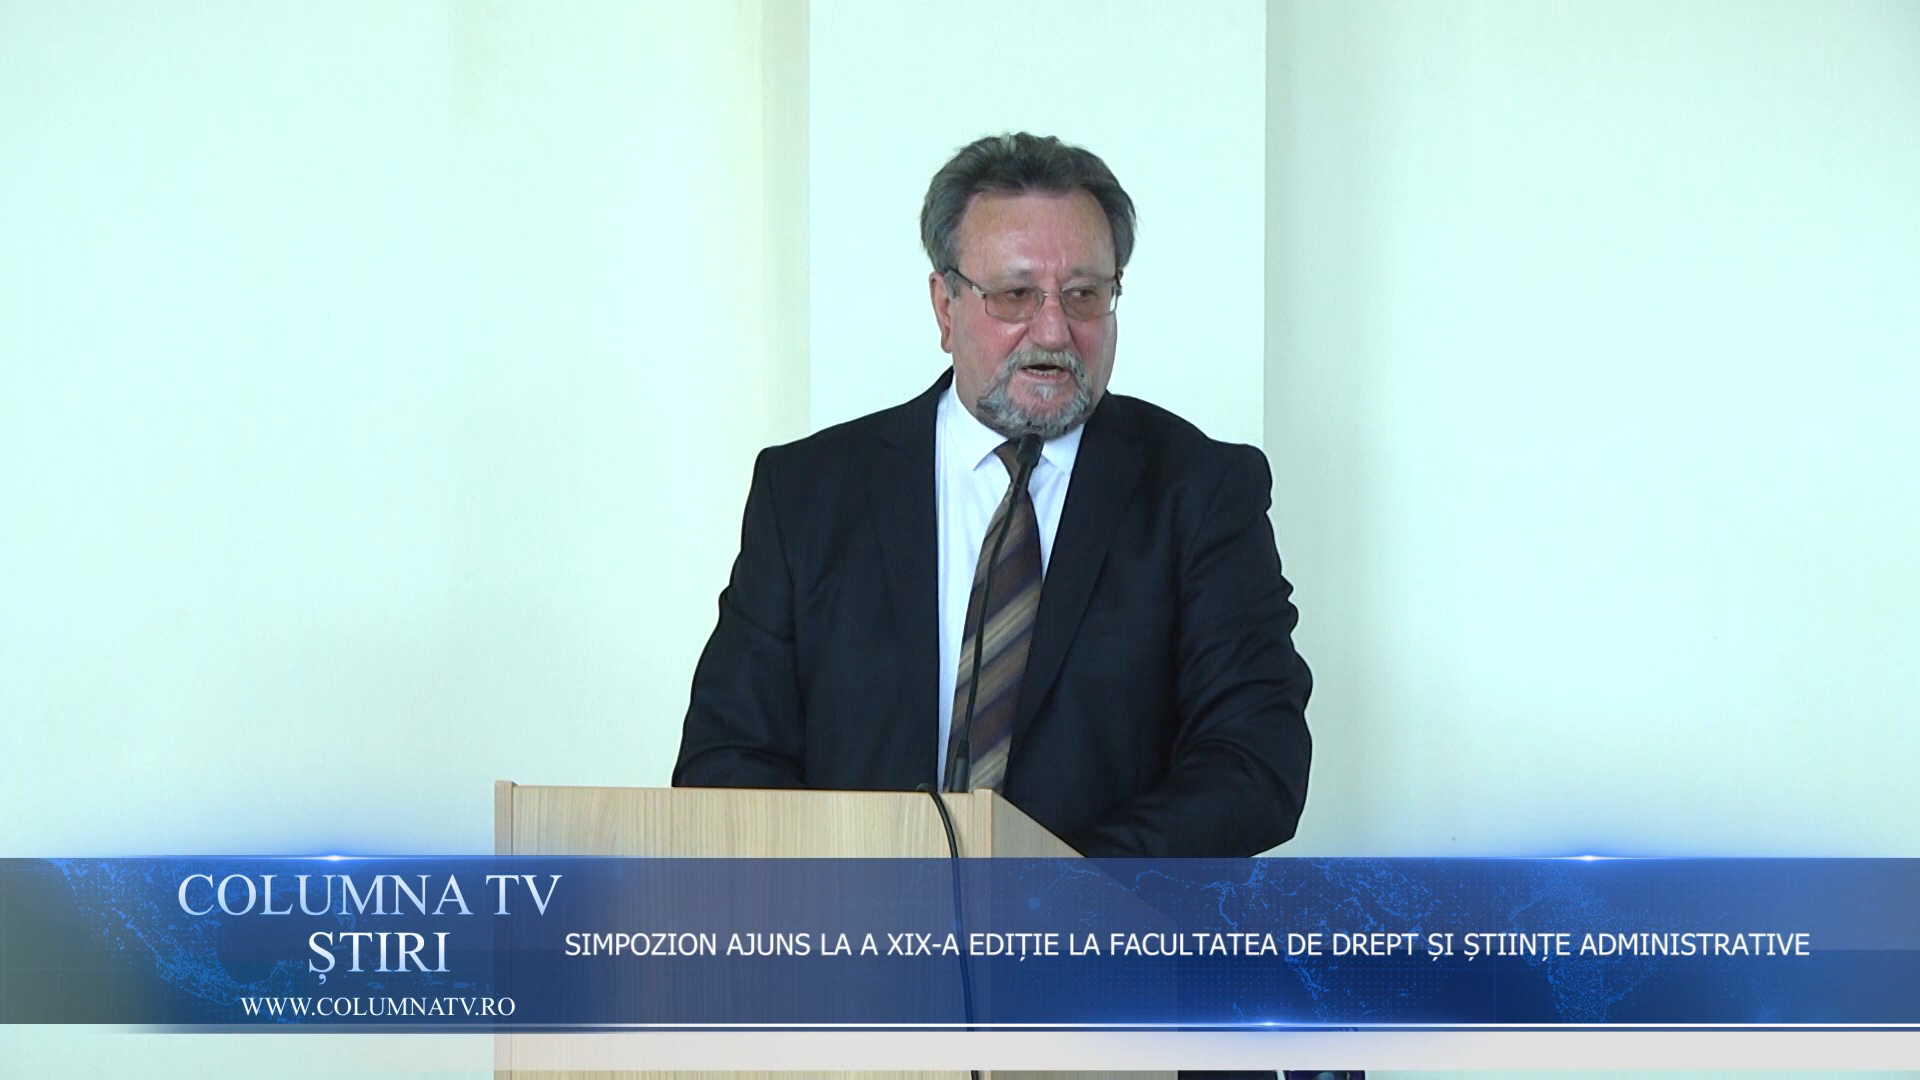 COLUMNA TV
ȘTIRI
WWW.COLUMNATV.RO
SIMPOZION AJUNS LA A XIX-A EDIȚIE LA FACULTATEA DE DREPT ȘI ȘTIINȚE ADMINISTRATIVE